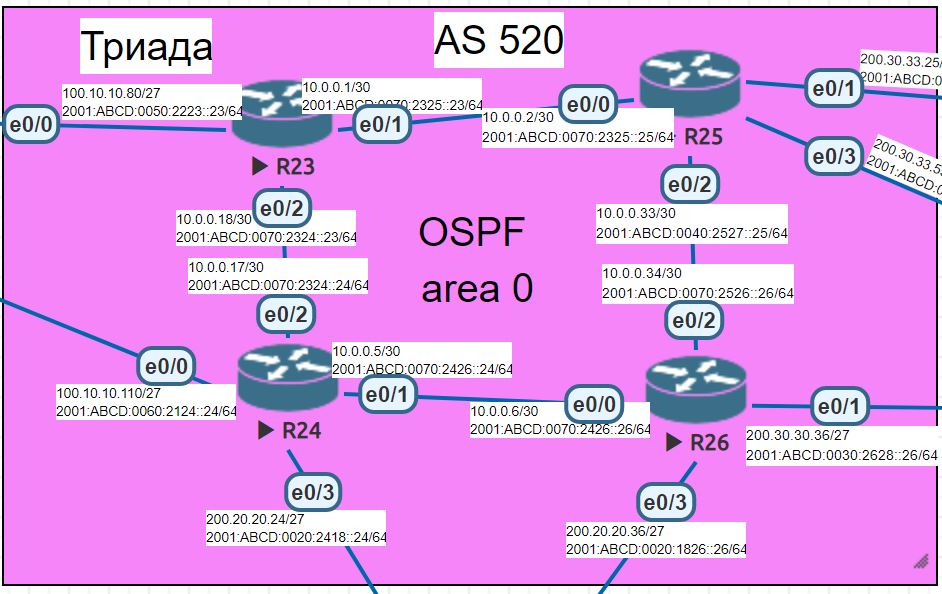 Триада
AS 520
100.10.10.80/27
2001:ABCD:0050:2223::23/64
e0/0
10.0.0.1/30
2001:ABCD:0070:2325::23/64
e0/1
R23
10.0.0.2/30
2001:ABCD:0070:2325::25/64
e0/0
R25
200.30.33.25/
2001:ABCD:0
e0/1
200.30.33.5
2001:ABCD:
e0/3
e0/2
10.0.0.18/30
2001:ABCD:0070:2324::23/64
10.0.0.17/30
2001:ABCD:0070:2324::24/64
e0/2
OSPF
area 0
e0/2
10.0.0.33/30
2001:ABCD:0040:2527::25/64
10.0.0.34/30
2001:ABCD:0070:2526::26/64
e0/2
e0/0
100.10.10.110/27
2001:ABCD:0060:2124::24/64
R24
10.0.0.5/30
2001:ABCD:0070:2426::24/64
e0/1
10.0.0.6/30
2001:ABCD:0070:2426::26/64
e0/0
R26
e0/1
200.30.30.36/27
2001:ABCD:0030:2628::26/64
e0/3
200.20.20.24/27
2001:ABCD:0020:2418::24/64
e0/3
200.20.20.36/27
2001:ABCD:0020:1826::26/64